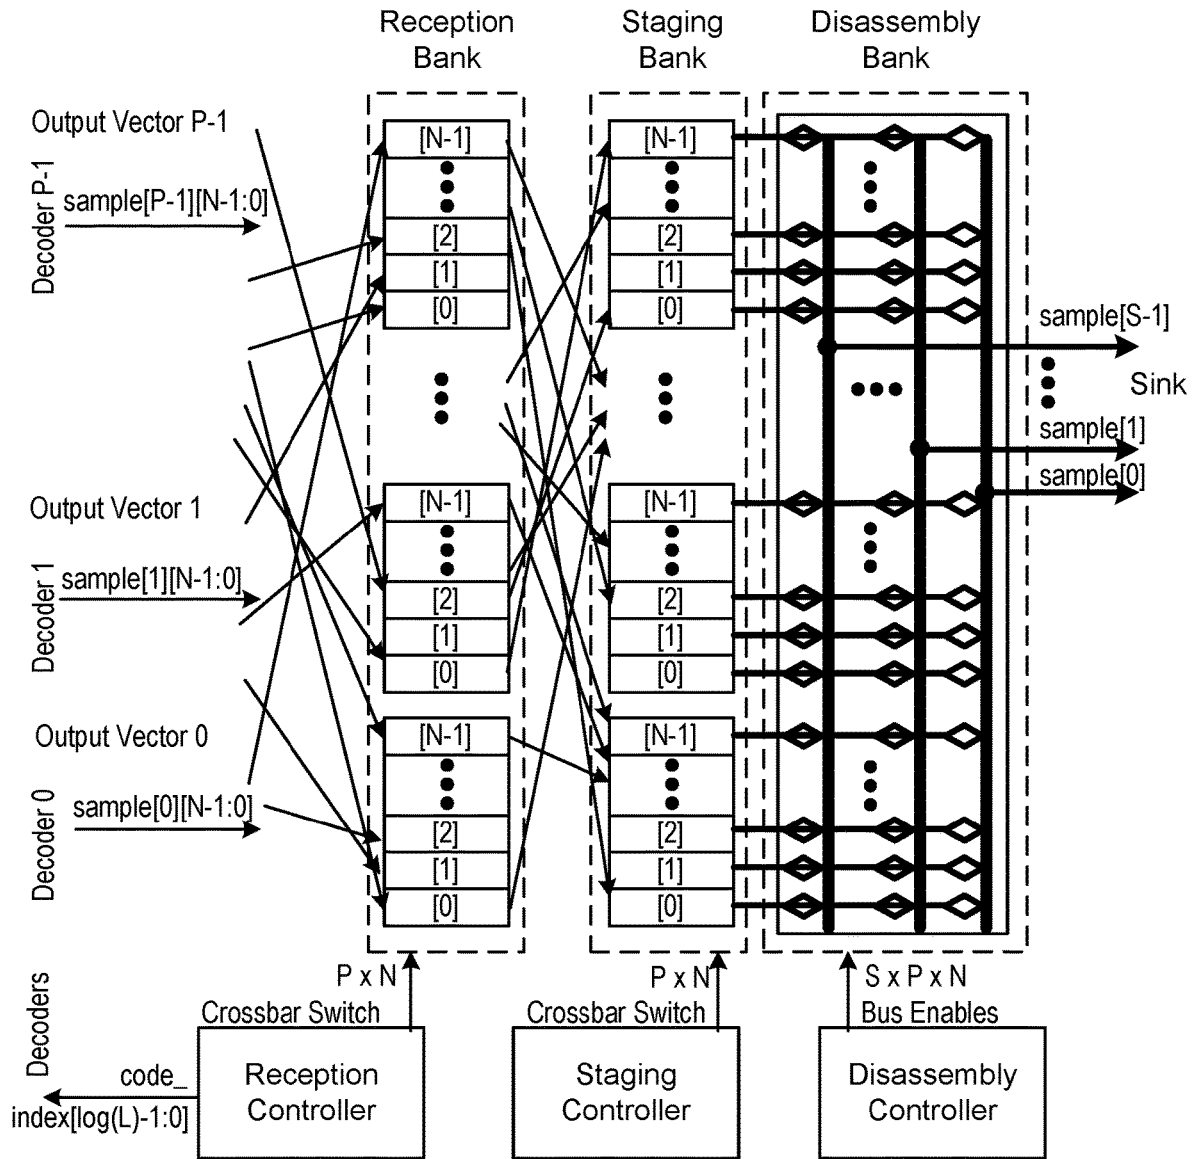 Reception
Bank
Staging
Bank
Disassembly
Bank
Output Vector P-1
Decoder P-1
sample[P-1][N-1:0]
[N-1]
[2]
[1]
[0]
[N-1]
[2]
[1]
[0]
sample[S-1]
Sink
sample[1]
sample[0]
Output Vector 1
Decoder 1
sample[1][N-1:0]
[N-1]
[2]
[1]
[0]
[N-1]
[2]
[1]
[0]
Output Vector 0
Decoder 0
sample[0][N-1:0]
[N-1]
[2]
[1]
[0]
[N-1]
[2]
[1]
[0]
P x N
Crossbar Switch
P x N
Crossbar Switch
S x P x N
Bus Enables
Decoders
code_
index[log(L)-1:0]
Reception
Controller
Staging
Controller
Disassembly
Controller